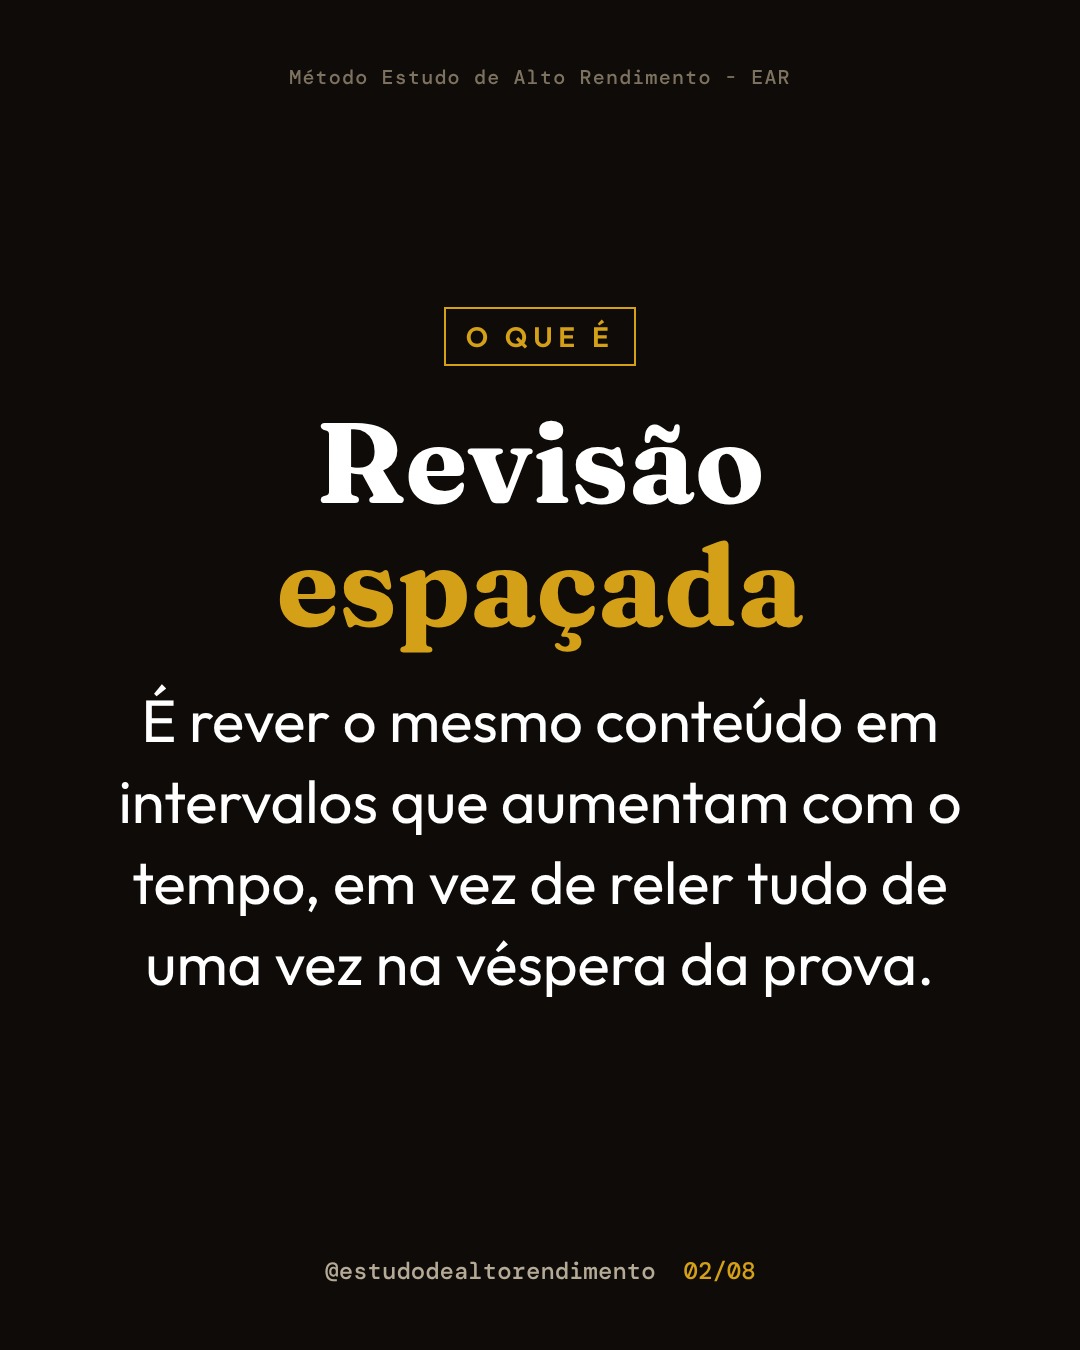 Método Estudo de Alto Rendimento - EAR
O QUE É
Revisão
espaçada
É rever o mesmo conteúdo em
intervalos que aumentam com o
tempo, em vez de reler tudo de
uma vez na véspera da prova.
@estudodealtorendimento 02/08